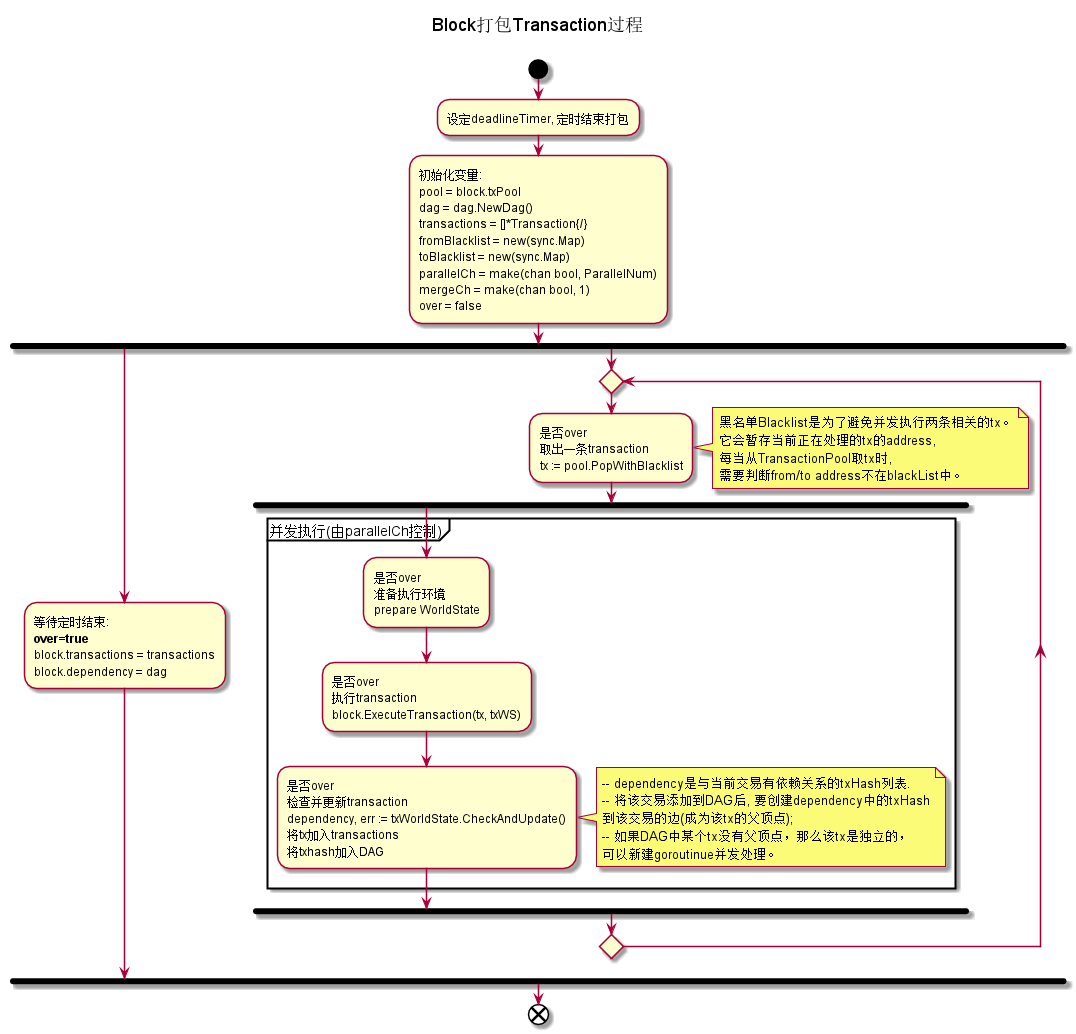 Block打包Transaction过程
设定deadlineTimer, 定时结束打包
初始化变量:
pool = block.txPool
dag = dag.NewDag()
transactions = []*Transaction{/}
fromBlacklist = new(sync.Map)
toBlacklist = new(sync.Map)
parallelCh = make(chan bool, ParallelNum)
mergeCh = make(chan bool, 1)
over = false
是否over
取出一条transaction
tx := pool.PopWithBlacklist
黑名单Blacklist是为了避免并发执行两条相关的tx。
它会暂存当前正在处理的tx的address,
每当从TransactionPool取tx时,
需要判断from/to address不在blackList中。
并发执行(由parallelCh控制)
是否over
准备执行环境
prepare WorldState
等待定时结束:
over=true
block.transactions = transactions
block.dependency = dag
是否over
执行transaction
block.ExecuteTransaction(tx, txWS)
是否over
检查并更新transaction
dependency, err := txWorldState.CheckAndUpdate()
将tx加入transactions
将txhash加入DAG
-- dependency是与当前交易有依赖关系的txHash列表.
-- 将该交易添加到DAG后, 要创建dependency中的txHash
到该交易的边(成为该tx的父顶点);
-- 如果DAG中某个tx没有父顶点，那么该tx是独立的，
可以新建goroutinue并发处理。